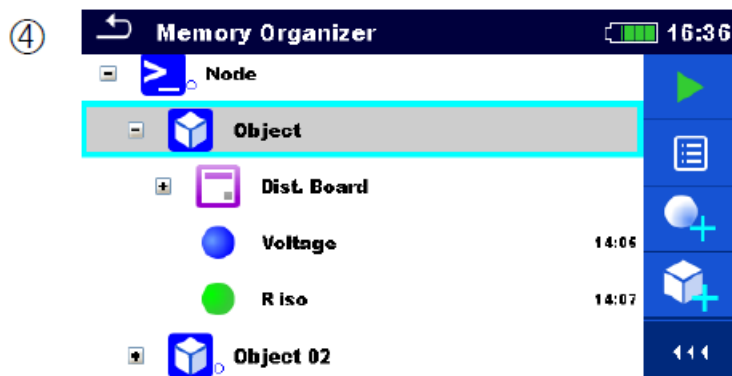 ④
Memory Organizer 16:36
Node
Object
Dist. Board
Voltage 14:06
R iso 14:07
Object 02